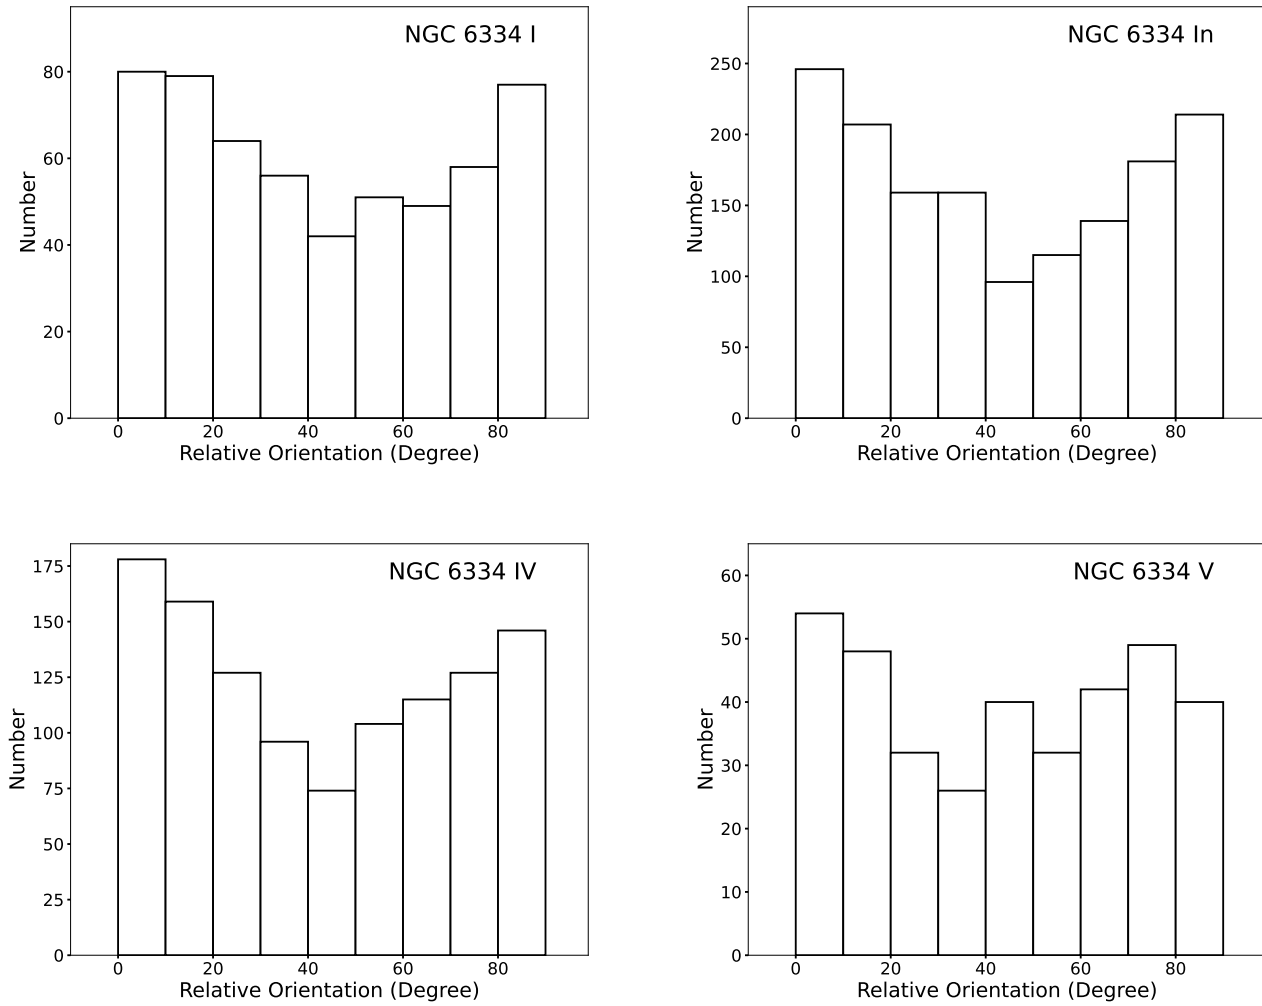 NGC 6334 I
80
60
40
20
0
Number
0 20 40 60 80
Relative Orientation (Degree)
NGC 6334 In
250
200
150
100
50
0
Number
0 20 40 60 80
Relative Orientation (Degree)
NGC 6334 IV
175
150
125
100
75
50
25
0
Number
0 20 40 60 80
Relative Orientation (Degree)
NGC 6334 V
60
50
40
30
20
10
0
Number
0 20 40 60 80
Relative Orientation (Degree)